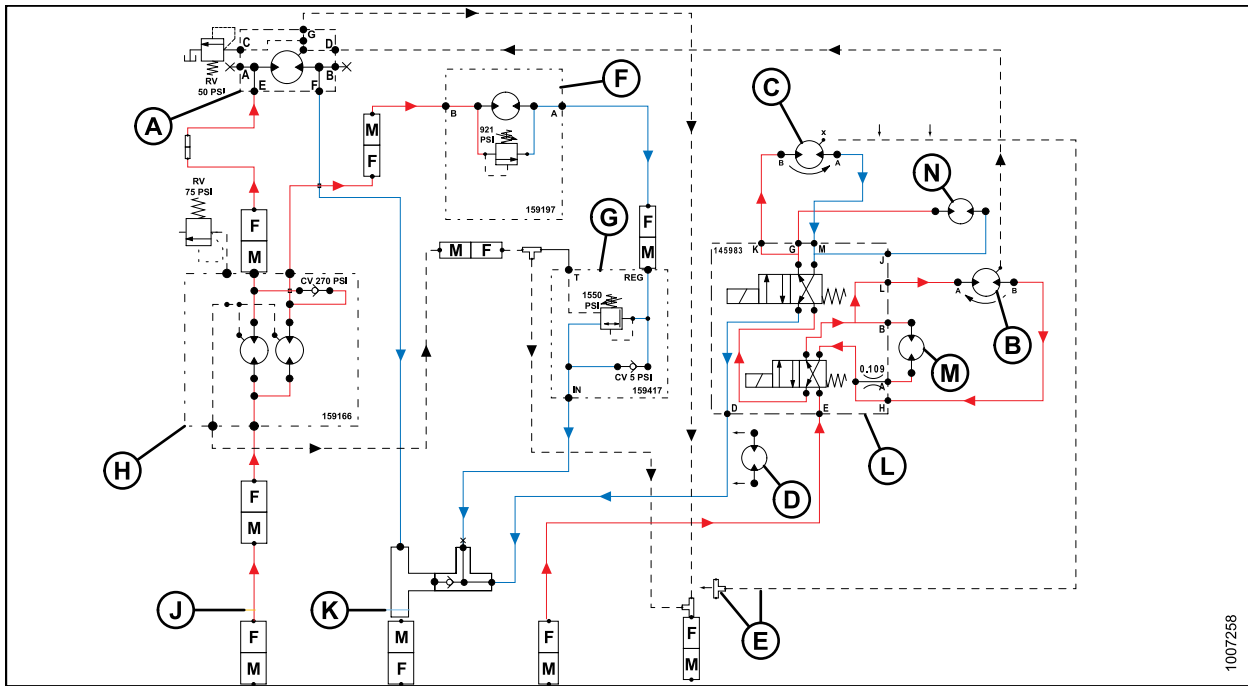 G
C
D
A
B
E
F
RV
50 PSI
A
F
B
A
921
PSI
159197
M
F
C
x
B
A
N
RV
75 PSI
F
M
G
F
M
M
F
T
REG
1550
PSI
CV 5 PSI
IN
159417
CV 270 PSI
159166
H
145983
K
G
M
J
L
B
0.109
A
H
D
E
A
B
B
M
L
D
F
M
J
K
E
F
M
M
F
F
M
F
M
1007258